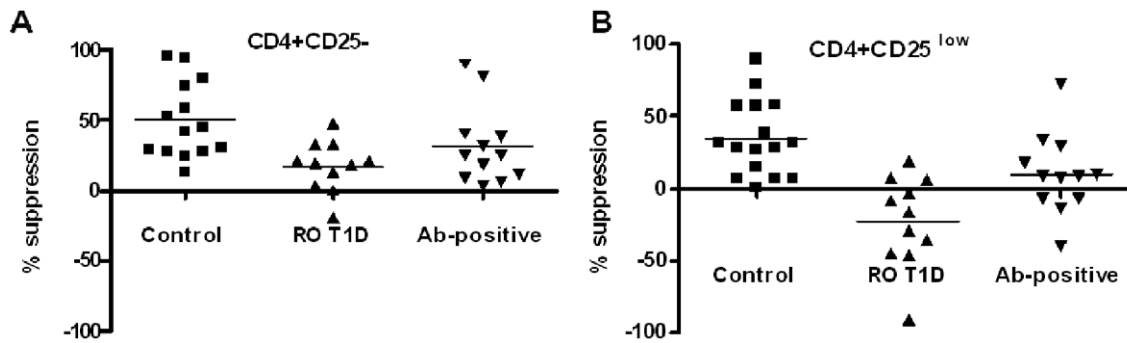 A
CD4+CD25-
% suppression
100
50
0
-50
-100
Control
RO T1D
Ab-positive
B
CD4+CD25 low
% suppression
100
50
0
-50
-100
Control
RO T1D
Ab-positive